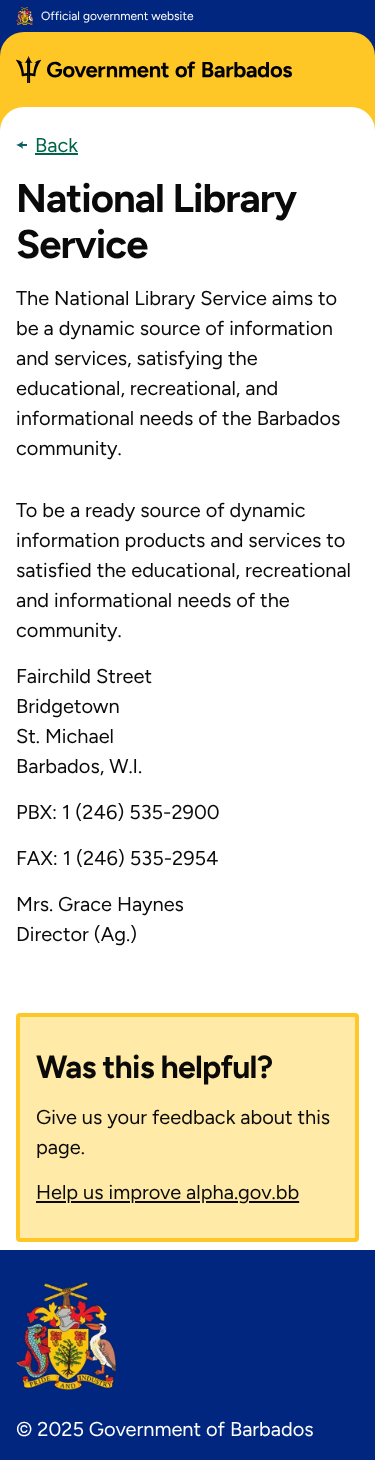 Official government website
Government of Barbados
Back
National Library
Service
The National Library Service aims to
be a dynamic source of information
and services, satisfying the
educational, recreational, and
informational needs of the Barbados
community.
To be a ready source of dynamic
information products and services to
satisfied the educational, recreational
and informational needs of the
community.
Fairchild Street
Bridgetown
St. Michael
Barbados, W.I.
PBX: 1 (246) 535-2900
FAX: 1 (246) 535-2954
Mrs. Grace Haynes
Director (Ag.)
Was this helpful?
Give us your feedback about this
page.
Help us improve alpha.gov.bb
PRIDE AND INDUSTRY
© 2025 Government of Barbados